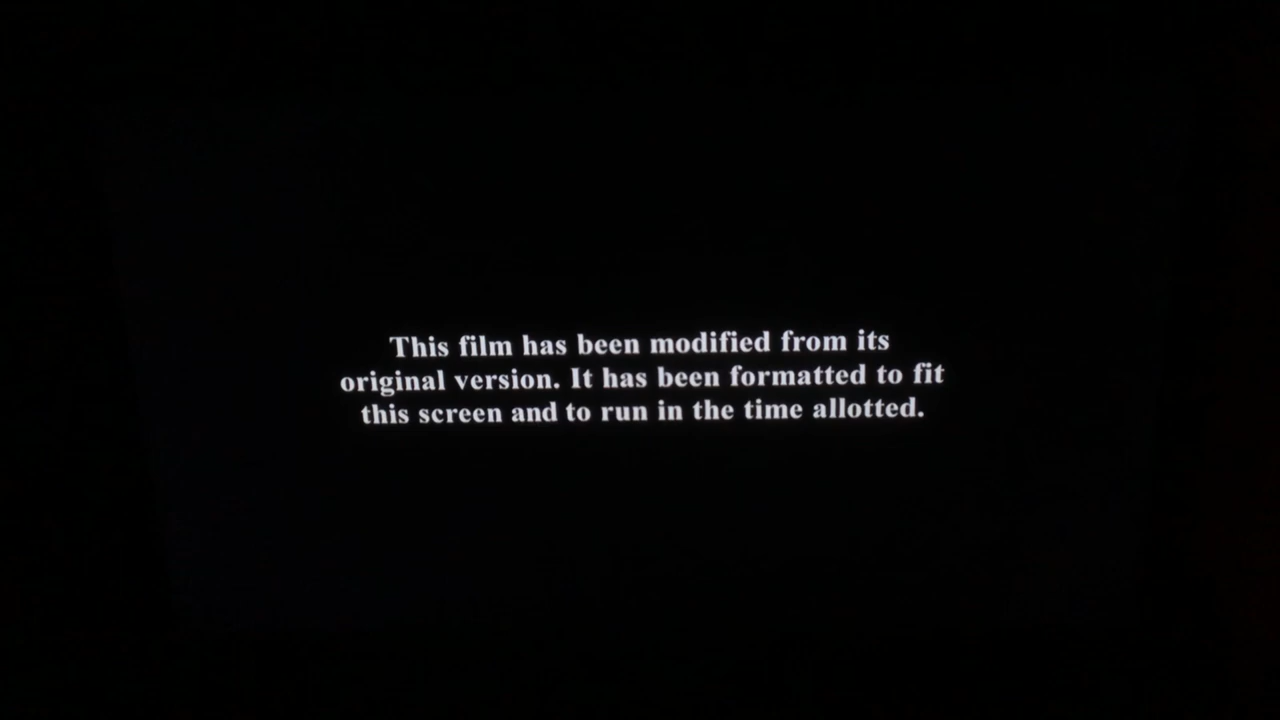 This film has been modified from its
original version. It has been formatted to fit
this screen and to run in the time allotted.